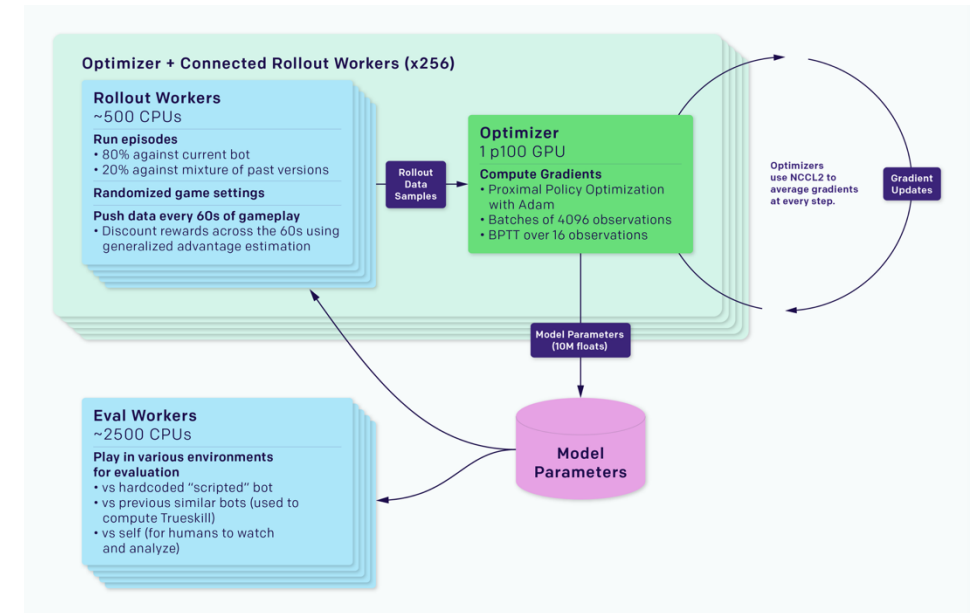 Optimizer + Connected Rollout Workers (x256)
Rollout Workers
~500 CPUs
Run episodes
• 80% against current bot
• 20% against mixture of past versions
Randomized game settings
Push data every 60s of gameplay
• Discount rewards across the 60s using
generalized advantage estimation
Rollout
Data
Samples
Optimizer
1 p100 GPU
Compute Gradients
• Proximal Policy Optimization
with Adam
• Batches of 4096 observations
• BPTT over 16 observations
Optimizers
use NCCL2 to
average gradients
at every step.
Gradient
Updates
Model Parameters
(10M floats)
Eval Workers
~2500 CPUs
Play in various environments
for evaluation
• vs hardcoded “scripted” bot
• vs previous similar bots (used to
compute Trueskill)
• vs self (for humans to watch
and analyze)
Model
Parameters